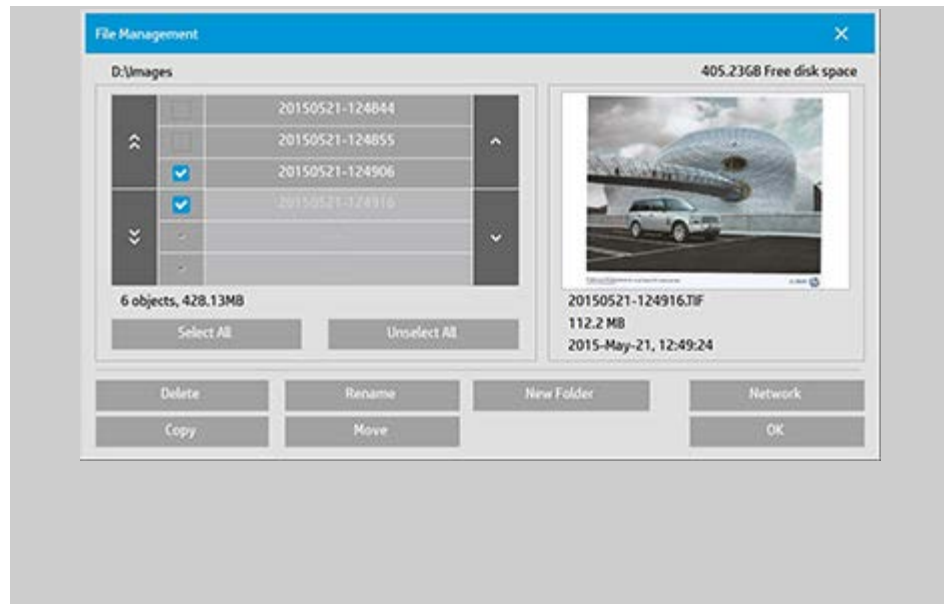 File Management
D:\Images
405.23GB Free disk space
20150521-124844
20150521-124855
20150521-124906
20150521-124916
6 objects, 428.13MB
Select All
Unselect All
20150521-124916.TIF
112.2 MB
2015-May-21, 12:49:24
Delete
Rename
New Folder
Network
Copy
Move
OK